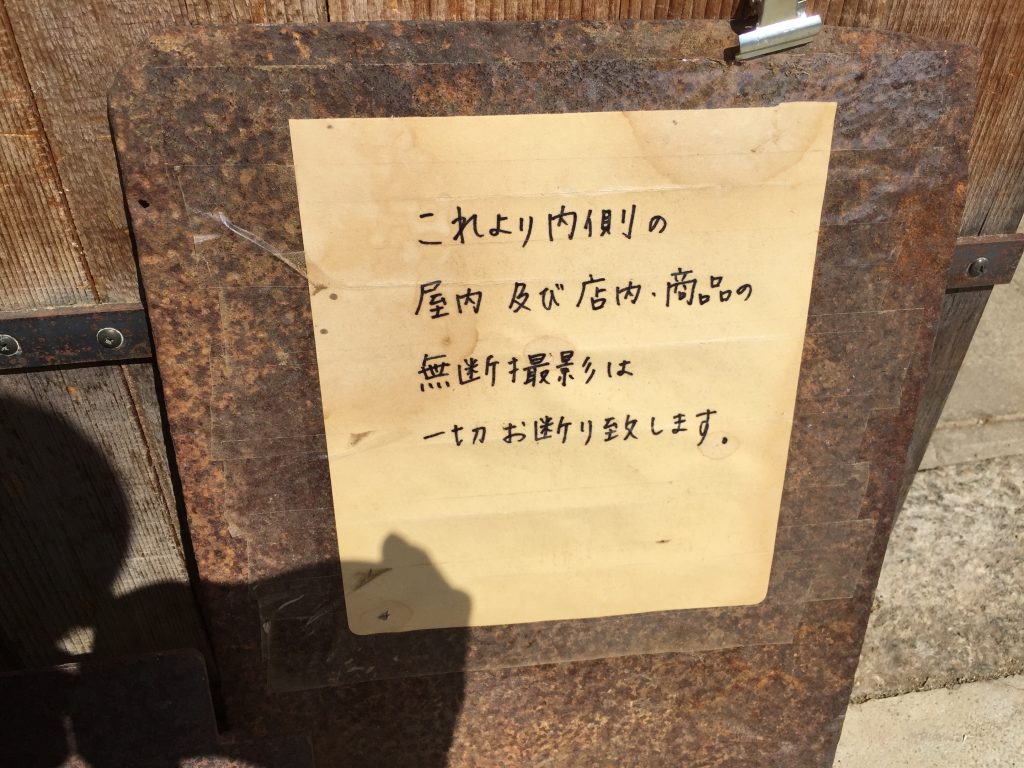 これより内側の
屋内 及び店内・商品の
無断撮影は
一切お断り致します。